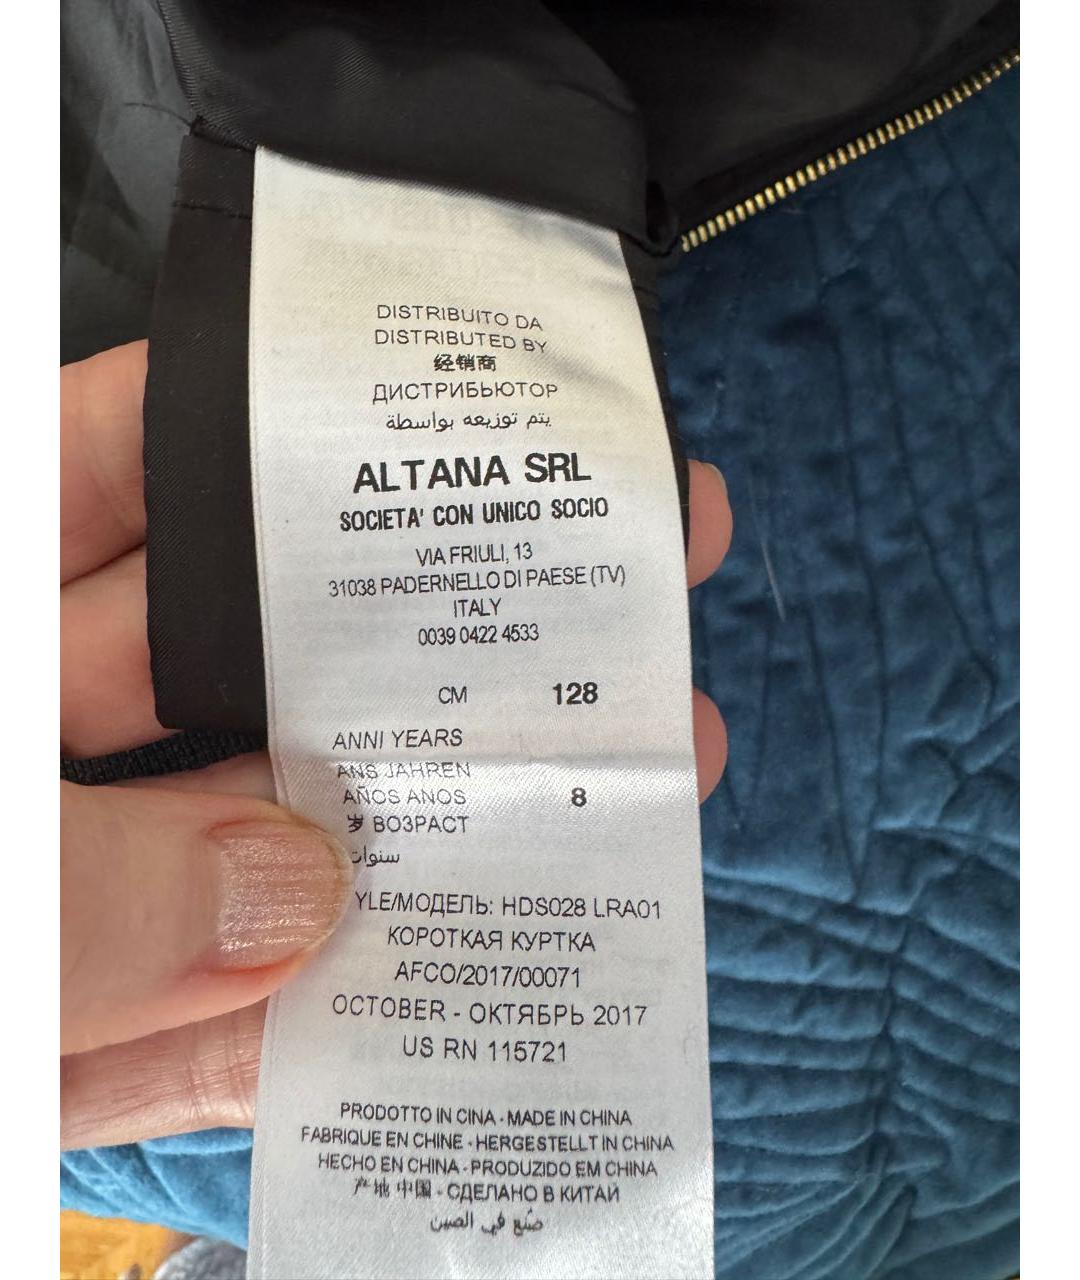 DISTRIBUITO DA
DISTRIBUTED BY
经销商
ДИСТРИБЬЮТОР
يتم توزيعه بواسطة
ALTANA SRL
SOCIETA' CON UNICO SOCIO
VIA FRIULI, 13
31038 PADERNELLO DI PAESE (TV)
ITALY
0039 0422 4533
CM 128
ANNI YEARS
ANS JAHREN
AÑOS ANOS 8
岁 ВОЗРАСТ
سنوات
YLE/МОДЕЛЬ: HDS028 LRA01
КОРОТКАЯ КУРТКА
AFCO/2017/00071
OCTOBER - ОКТЯБРЬ 2017
US RN 115721
PRODOTTO IN CINA - MADE IN CHINA
FABRIQUE EN CHINE - HERGESTELLT IN CHINA
HECHO EN CHINA - PRODUZIDO EM CHINA
产地 中国 - СДЕЛАНО В КИТАЙ
صنع في الصين